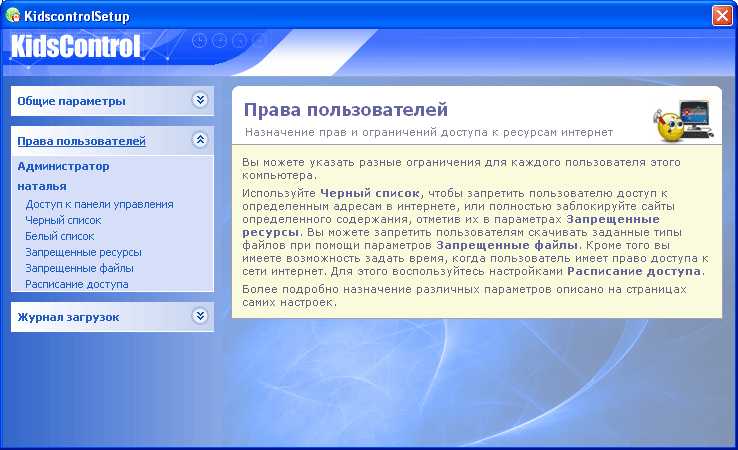 KidscontrolSetup
KidsControl
Общие параметры
Права пользователей
Администратор
наталья
Доступ к панели управления
Черный список
Белый список
Запрещенные ресурсы
Запрещенные файлы
Расписание доступа
Журнал загрузок
Права пользователей
Назначение прав и ограничений доступа к ресурсам интернет
Вы можете указать разные ограничения для каждого пользователя этого
компьютера.
Используйте Черный список, чтобы запретить пользователю доступ к
определенным адресам в интернете, или полностью заблокируйте сайты
определенного содержания, отметив их в параметрах Запрещенные
ресурсы. Вы можете запретить пользователям скачивать заданные типы
файлов при помощи параметров Запрещенные файлы. Кроме того вы
имеете возможность задать время, когда пользователь имеет право доступа к
сети интернет. Для этого воспользуйтесь настройками Расписание доступа.
Более подробно назначение различных параметров описано на страницах
самих настроек.